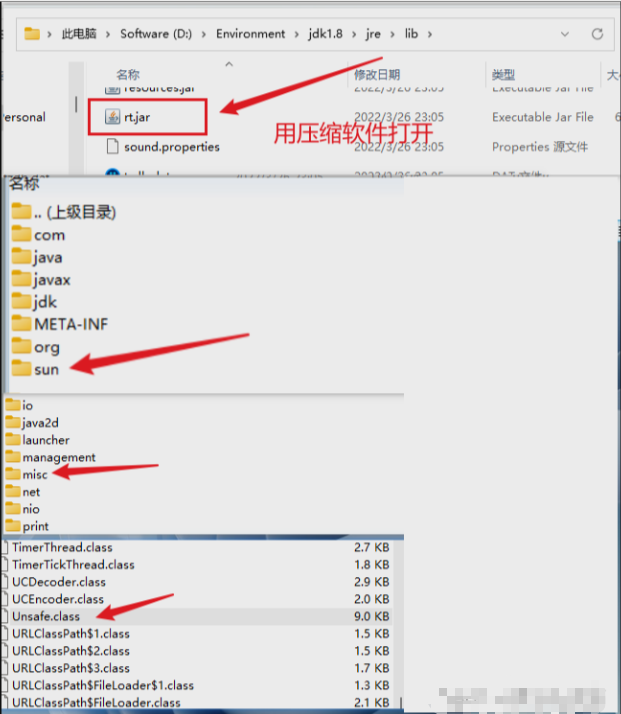 此电脑 > Software (D:) > Environment > jdk1.8 > jre > lib >
名称 修改日期 类型
resources.jar 2022/3/26 23:05 Executable Jar File
ersonal rt.jar 2022/3/26 23:05 Executable Jar File 6
用压缩软件打开
sound.properties 2022/3/26 23:05 Properties 源文件
名称
.. (上级目录)
com
java
javax
jdk
META-INF
org
sun
io
java2d
launcher
management
misc
net
nio
print
TimerThread.class 2.7 KB
TimerTickThread.class 1.8 KB
UCDecoder.class 2.9 KB
UCEncoder.class 2.0 KB
Unsafe.class 9.0 KB
URLClassPath$1.class 1.5 KB
URLClassPath$2.class 1.5 KB
URLClassPath$3.class 1.7 KB
URLClassPath$FileLoader$1.class 1.3 KB
URLClassPath$FileLoader.class 2.1 KB